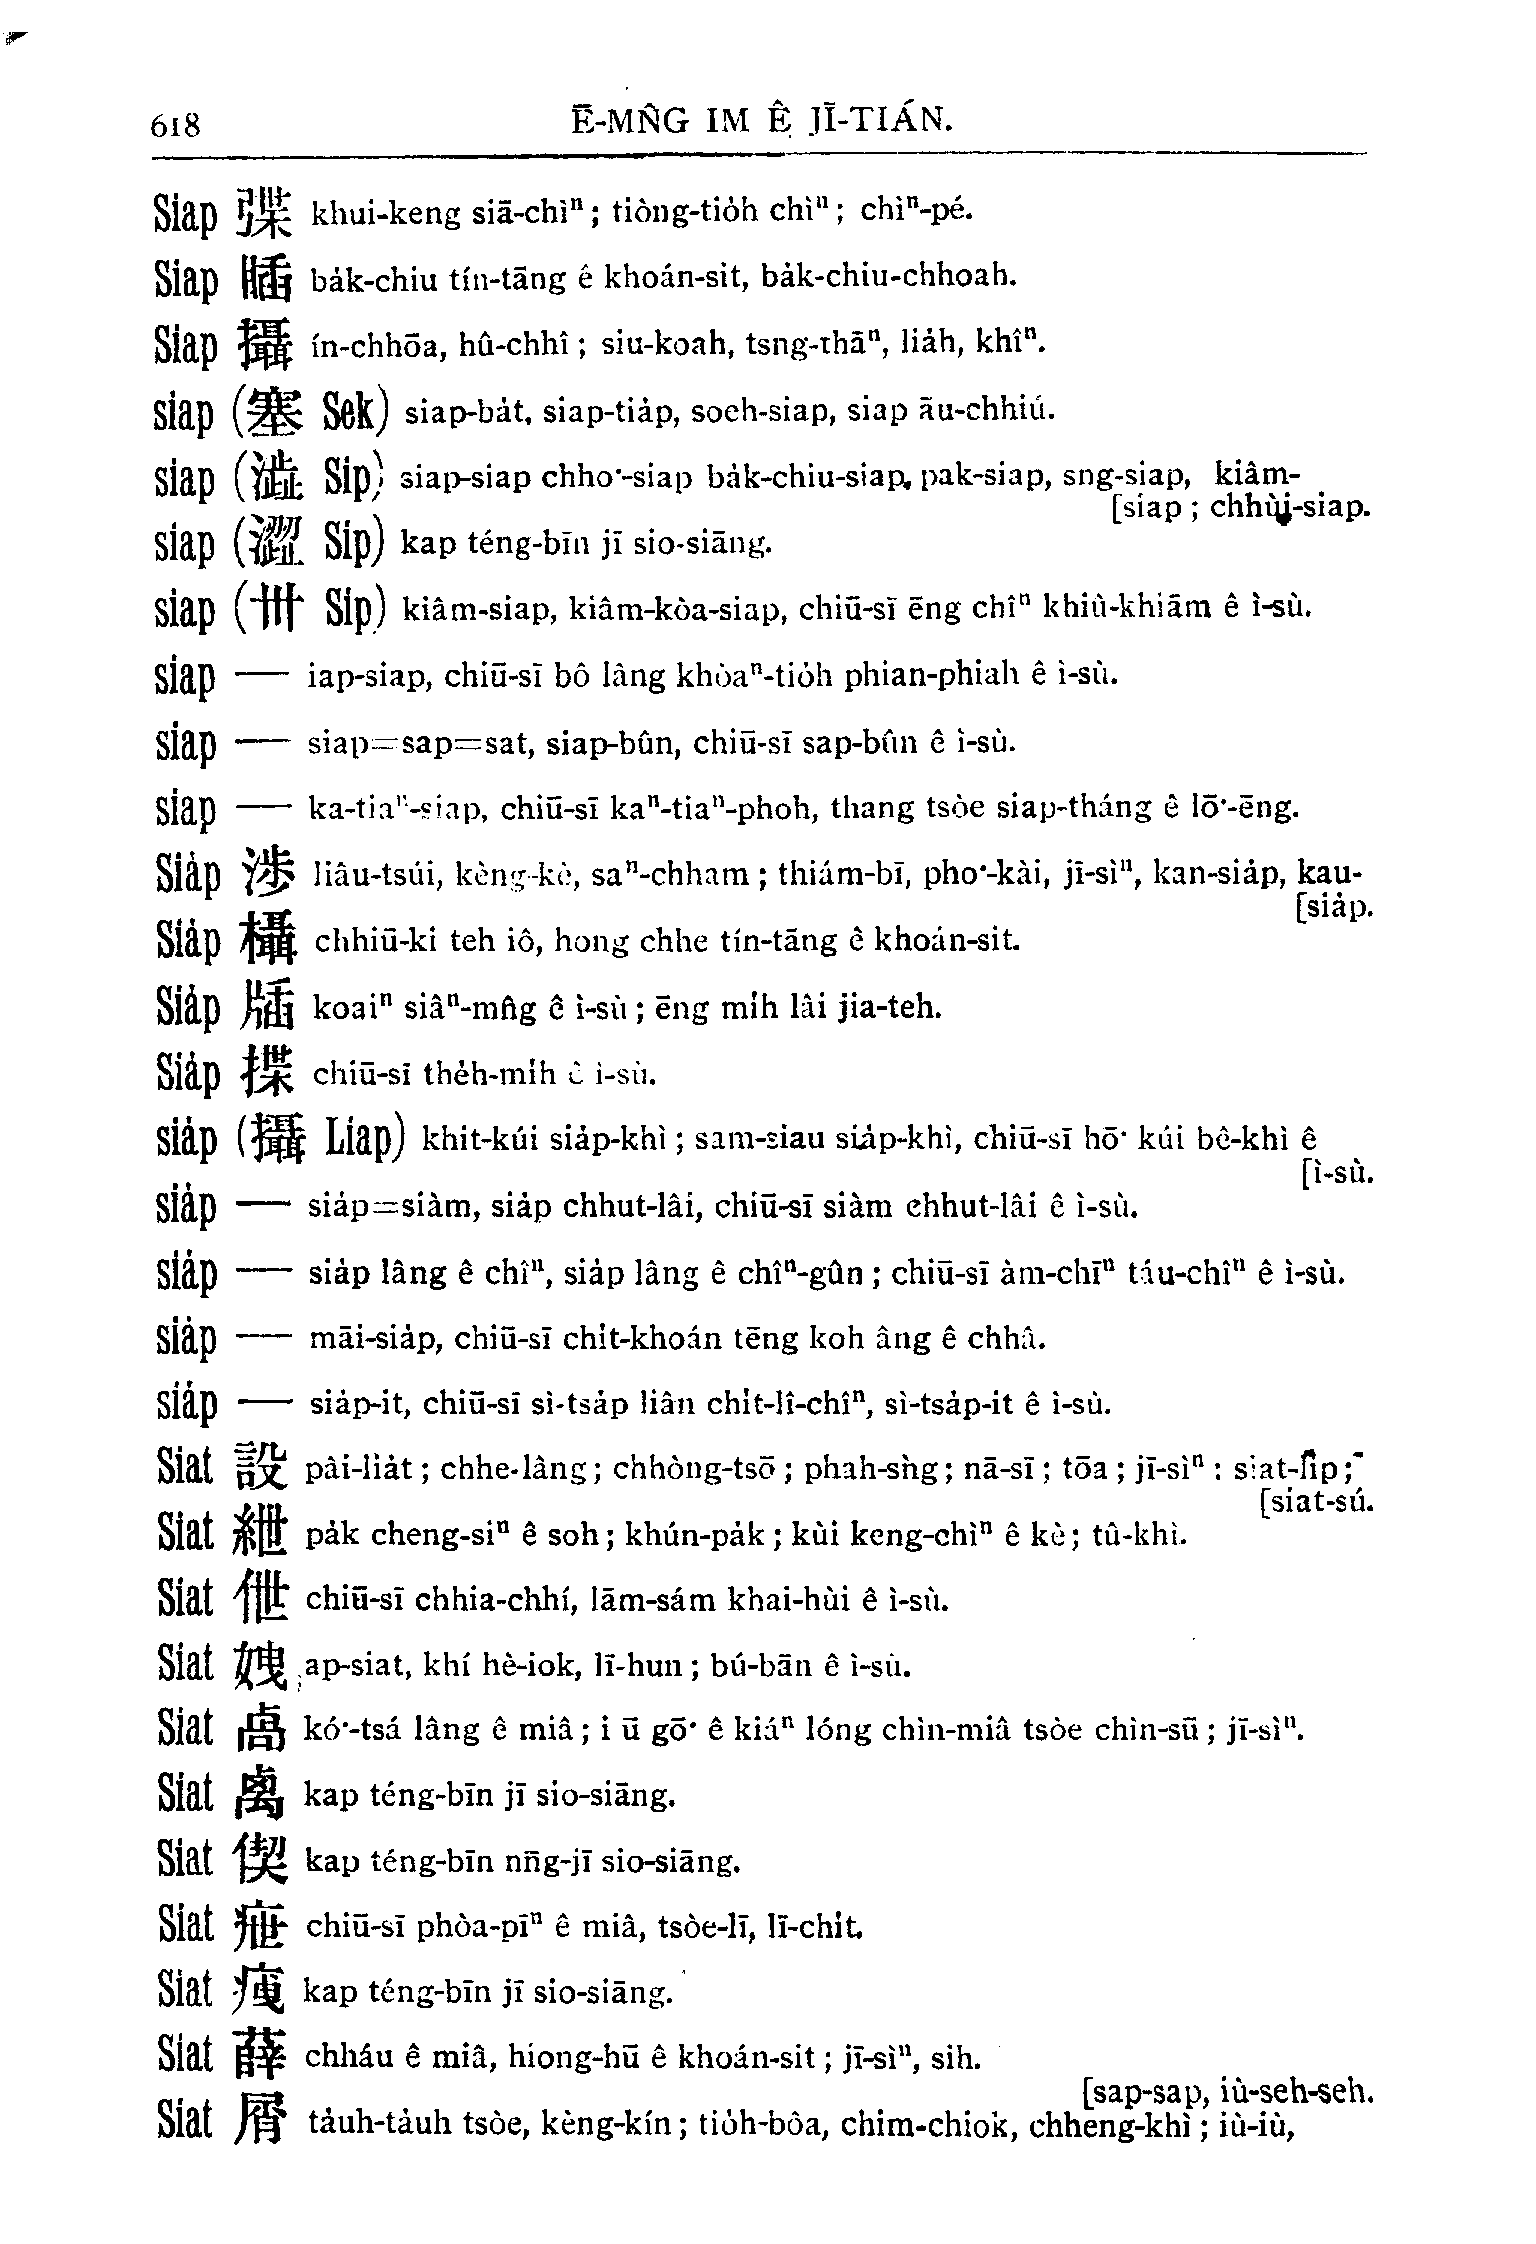 618 Ē-MN̂G IM Ê JĪ-TIÁN.
Siap 弽 khui-keng siā-chìⁿ; tiòng-tio̍h chìⁿ; chìⁿ-pé.
Siap ba̍k-chiu tín-tāng ê khoán-sit, ba̍k-chiu-chhoah.
Siap 攝 ín-chhōa, hû-chhî; siu-koah, tsng-thāⁿ, lia̍h, khîⁿ.
siap (塞 Sek) siap-ba̍t, siap-tia̍p, soeh-siap, siap āu-chhiú.
siap (澁 Sip) siap-siap chho͘-siap ba̍k-chiu-siap, pak-siap, sng-siap, kiâm-
[siap; chhùi-siap.
siap (澀 Sip) kap téng-bīn jī sio-siāng.
siap (卌 Sip) kiâm-siap, kiâm-kòa-siap, chiū-sī ēng chîⁿ khiù-khiām ê ì-sù.
siap — iap-siap, chiū-sī bô lâng khòaⁿ-tio̍h phian-phiah ê ì-sù.
siap — siap=sap=sat, siap-bûn, chiū-sī sap-bûn ê ì-sù.
siap — ka-tiaⁿ-siap, chiū-sī kaⁿ-tiaⁿ-phoh, thang tsòe siap-tháng ê lō͘-ēng.
Sia̍p 涉 liâu-tsúi, kèng-kè, saⁿ-chham; thiám-bī, pho͘-kài, jī-sìⁿ, kan-sia̍p, kau-
[sia̍p.
Sia̍p 欇 chhiū-ki teh iô, hong chhe tín-tāng ê khoán-sit.
Sia̍p koaiⁿ siâⁿ-mn̂g ê ì-sù; ēng mi̍h lâi jia-teh.
Sia̍p 揲 chiū-sī the̍h-mi̍h ê ì-sù.
sia̍p (攝 Liap) khit-kúi sia̍p-khì; sam-siau sia̍p-khì, chiū-sī hō͘ kúi bê-khì ê
[ì-sù.
sia̍p — sia̍p=siàm, sia̍p chhut-lâi, chiū-sī siàm chhut-lâi ê ì-sù.
sia̍p — sia̍p lâng ê chîⁿ, sia̍p lâng ê chîⁿ-gûn; chiū-sī àm-chīⁿ táu-chîⁿ ê ì-sù.
sia̍p — māi-sia̍p, chiū-sī chi̍t-khoán tēng koh âng ê chhâ.
sia̍p — sia̍p-it, chiū-sī sì-tsa̍p liân chi̍t-lî-chîⁿ, sì-tsa̍p-it ê ì-sù.
Siat 設 pâi-lia̍t; chhe-lâng; chhòng-tsō; phah-sǹg; nā-sī; tōa; jī-sìⁿ: siat-li̍p;
[siat-sú.
Siat 紲 pa̍k cheng-siⁿ ê soh; khún-pa̍k; kùi keng-chìⁿ ê kè; tû-khì.
Siat 伳 chiū-sī chhia-chhí, lām-sám khai-hùi ê ì-sù.
Siat 媟 ap-siat, khí hè-iok, lī-hun; bú-bān ê ì-sù.
Siat 卨 kó͘-tsá lâng ê miâ; i ū gō͘ ê kiáⁿ lóng chìn-miâ tsòe chìn-sū; jī-sìⁿ.
Siat 离 kap téng-bīn jī sio-siāng.
Siat 偰 kap téng-bīn nn̄g-jī sio-siāng.
Siat chiū-sī phòa-pīⁿ ê miâ, tsòe-lī, lī-chi̍t.
Siat kap téng-bīn jī sio-siāng.
Siat 薛 chháu ê miâ, hiong-hū ê khoán-sit; jī-sìⁿ, sih.
[sap-sap, iù-seh-seh.
Siat 屑 ta̍uh-ta̍uh tsòe, kèng-kín; tio̍h-bôa, chim-chiok, chheng-khì; iù-iù,